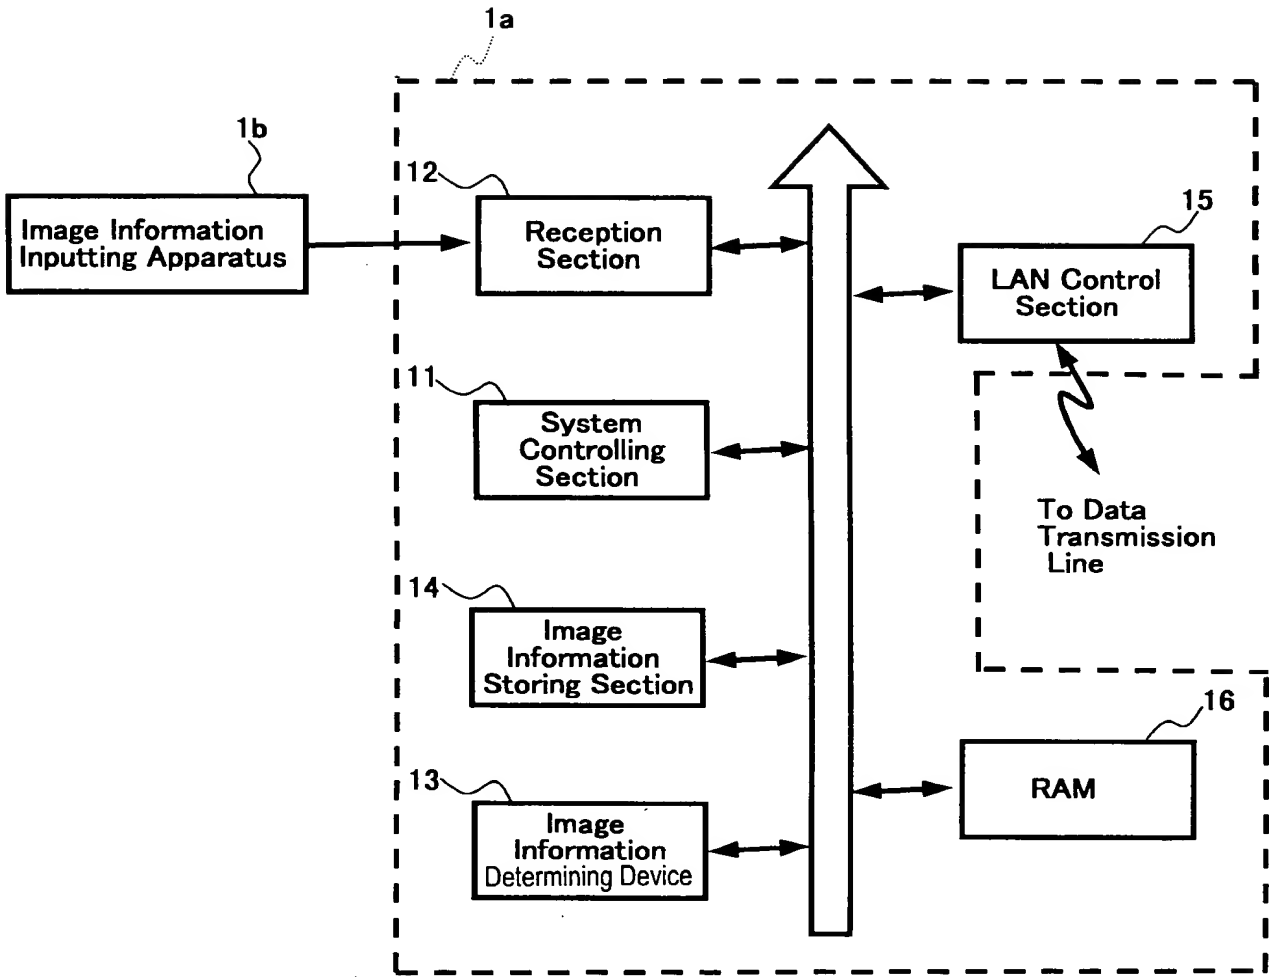 1a
1b
Image Information
Inputting Apparatus
12
Reception
Section
15
LAN Control
Section
11
System
Controlling
Section
To Data
Transmission
Line
14
Image
Information
Storing Section
16
RAM
13
Image
Information
Determining Device